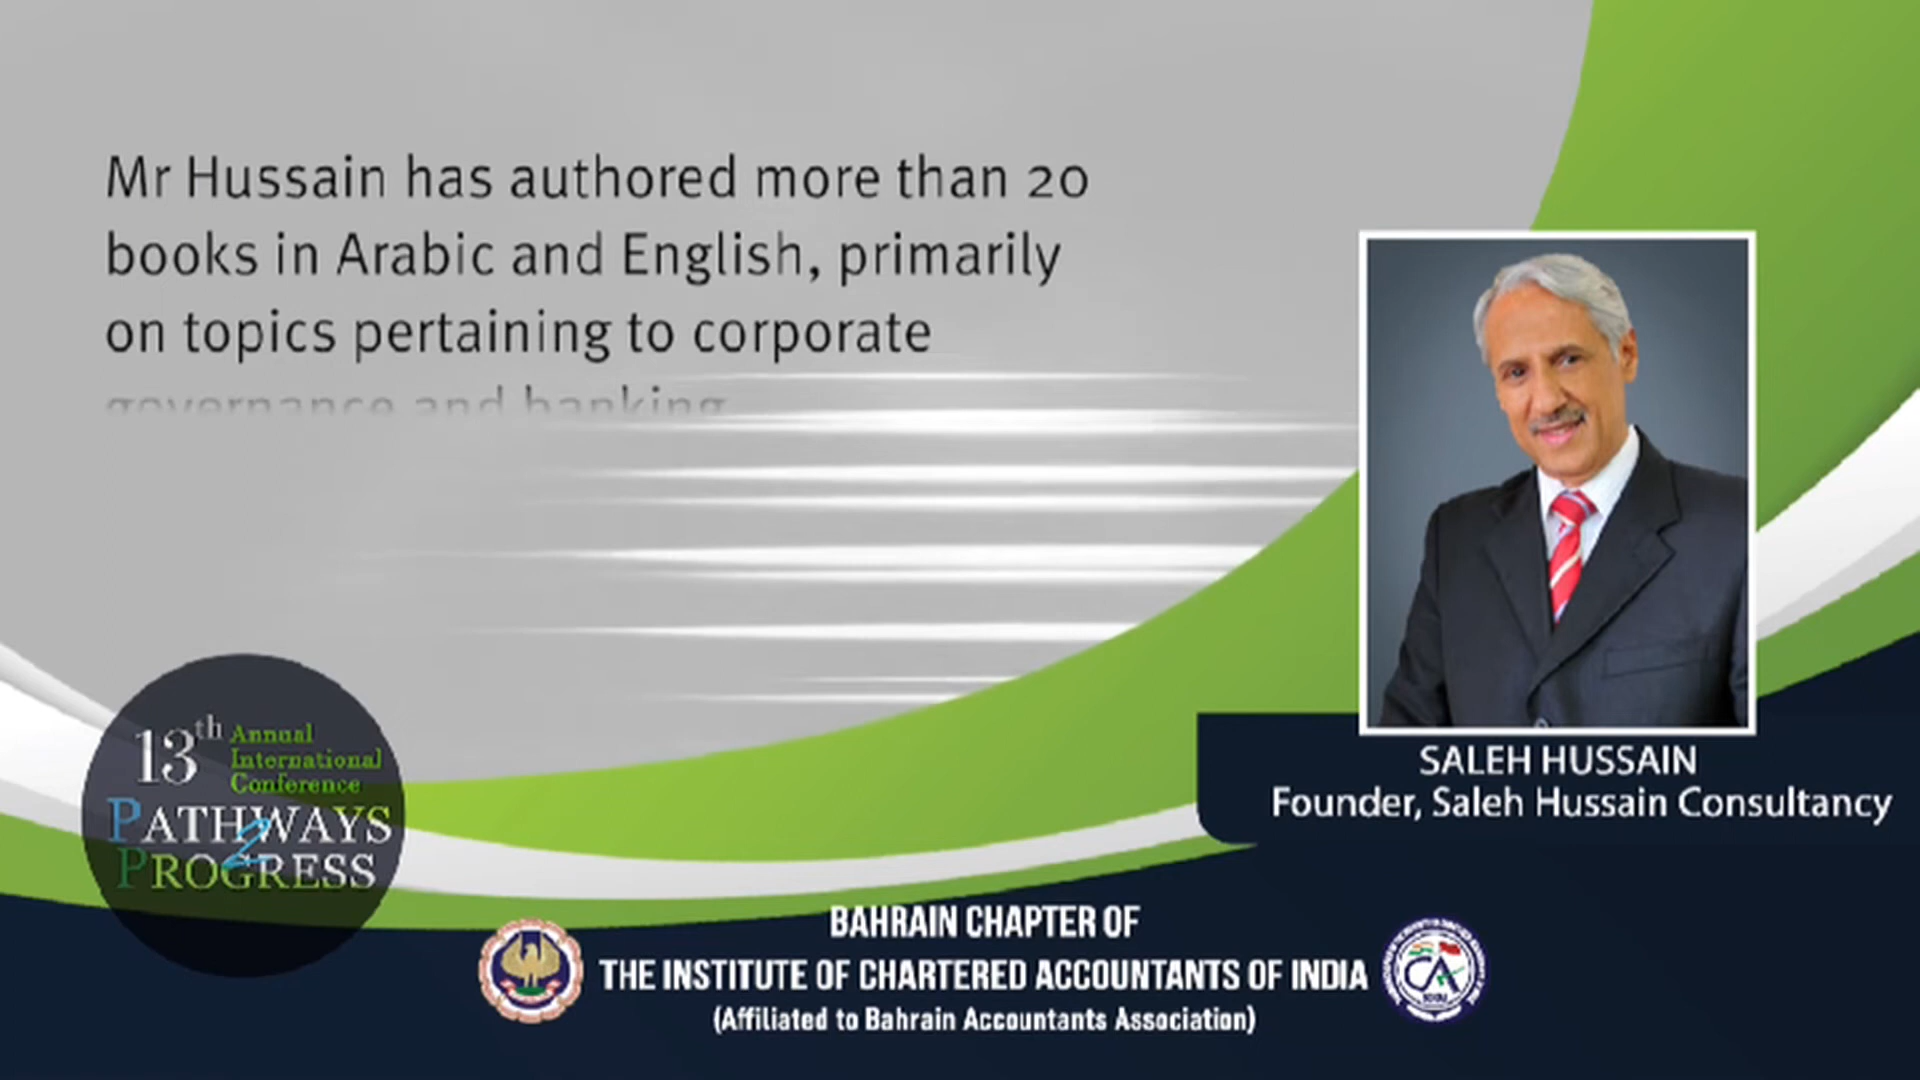 Mr Hussain has authored more than 20
books in Arabic and English, primarily
on topics pertaining to corporate
governance and banking
SALEH HUSSAIN
Founder, Saleh Hussain Consultancy
13th Annual
International
Conference
PATHWAYS
2
PROGRESS
BAHRAIN CHAPTER OF
THE INSTITUTE OF CHARTERED ACCOUNTANTS OF INDIA
(Affiliated to Bahrain Accountants Association)
CA